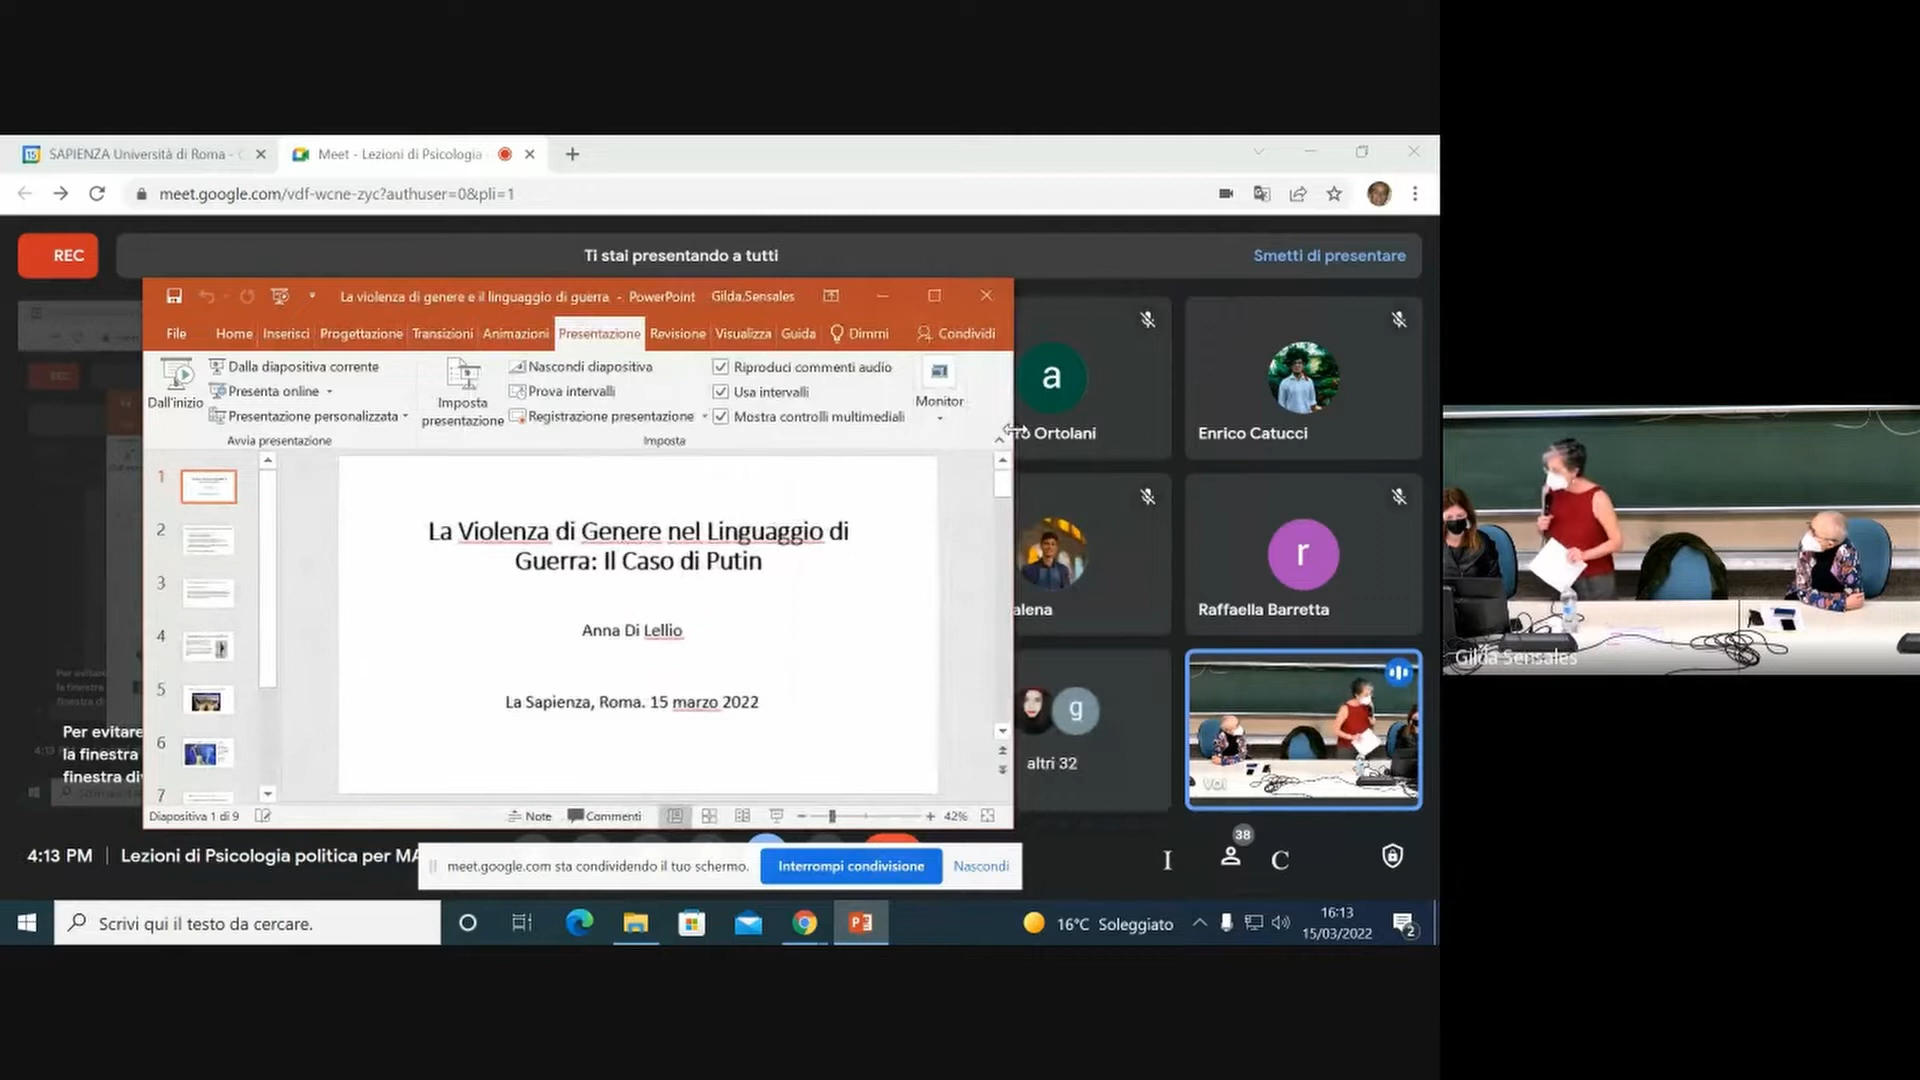 SAPIENZA Università di Roma -
Meet - Lezioni di Psicologia
meet.google.com/vdf-wcne-zyc?authuser=0&pli=1
REC
Ti stai presentando a tutti
Smetti di presentare
La violenza di genere e il linguaggio di guerra - PowerPoint
Gilda.Sensales
File
Home
Inserisci
Progettazione
Transizioni
Animazioni
Presentazione
Revisione
Visualizza
Guida
Dimmi
Condividi
Dall'inizio
Dalla diapositiva corrente
Presenta online
Presentazione personalizzata
Avvia presentazione
Imposta
presentazione
Nascondi diapositiva
Prova intervalli
Registrazione presentazione
Riproduci commenti audio
Usa intervalli
Mostra controlli multimediali
Imposta
Monitor
1
2
3
4
5
6
7
La Violenza di Genere nel Linguaggio di
Guerra: Il Caso di Putin
Anna Di Lellio
La Sapienza, Roma. 15 marzo 2022
Diapositiva 1 di 9
Note
Commenti
42%
Per evitare
la finestra
finestra di
a
Ortolani
Enrico Catucci
alena
r
Raffaella Barretta
g
altri 32
Voi
Gilda Sensales
4:13 PM
Lezioni di Psicologia politica per MA
meet.google.com sta condividendo il tuo schermo.
Interrompi condivisione
Nascondi
I
38
C
Scrivi qui il testo da cercare.
16°C Soleggiato
16:13
15/03/2022
2